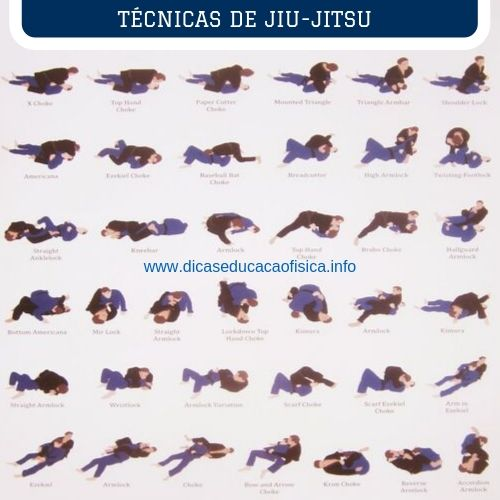 TÉCNICAS DE JIU-JITSU
X Choke
Top Hand
Choke
Paper Cutter
Choke
Mounted Triangle
Triangle Armbar
Shoulder Lock
Americana
Ezekiel Choke
Baseball Bat
Choke
Breadcutter
High Armlock
Twisting Footlock
Straight
Anklelock
Kneebar
Armlock
Top Hand
Choke
Brabo Choke
Halfguard
Armlock
www.dicaseducacaofisica.info
Bottom Americana
Mir Lock
Straight
Armlock
Lockdown Top
Hand Choke
Kimura
Armlock
Kimura
Straight Armlock
Wristlock
Armlock Variation
Scarf Choke
Scarf Ezekiel
Choke
Arm in
Ezekiel
Ezekiel
Armlock
Choke
Bow and Arrow
Choke
Kron Choke
Reverse
Armlock
Accordion
Armlock